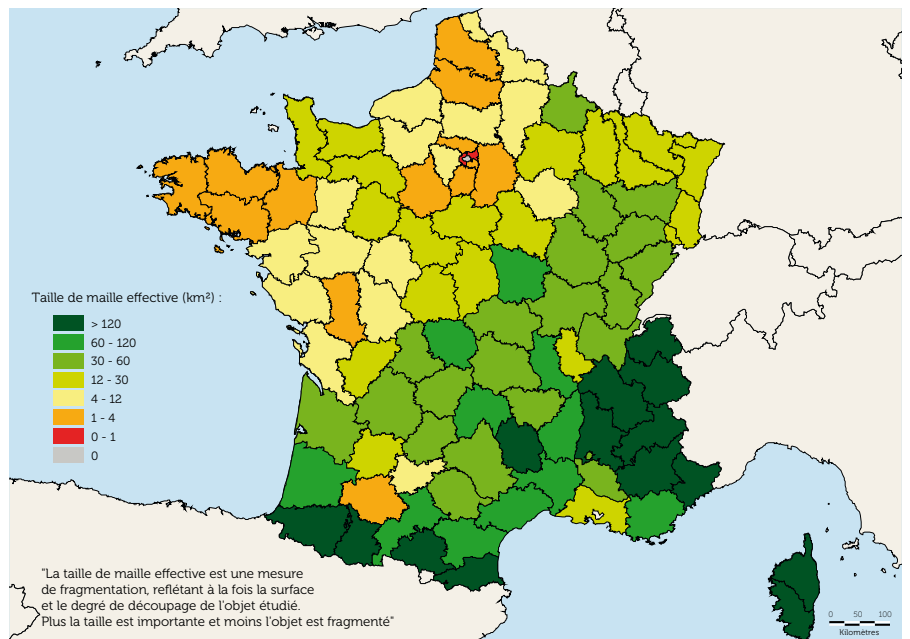 Taille de maille effective (km²) :
> 120
60 - 120
30 - 60
12 - 30
4 - 12
1 - 4
0 - 1
0
"La taille de maille effective est une mesure
de fragmentation, reflétant à la fois la surface
et le degré de découpage de l'objet étudié.
Plus la taille est importante et moins l'objet est fragmenté"
0 50 100
Kilomètres